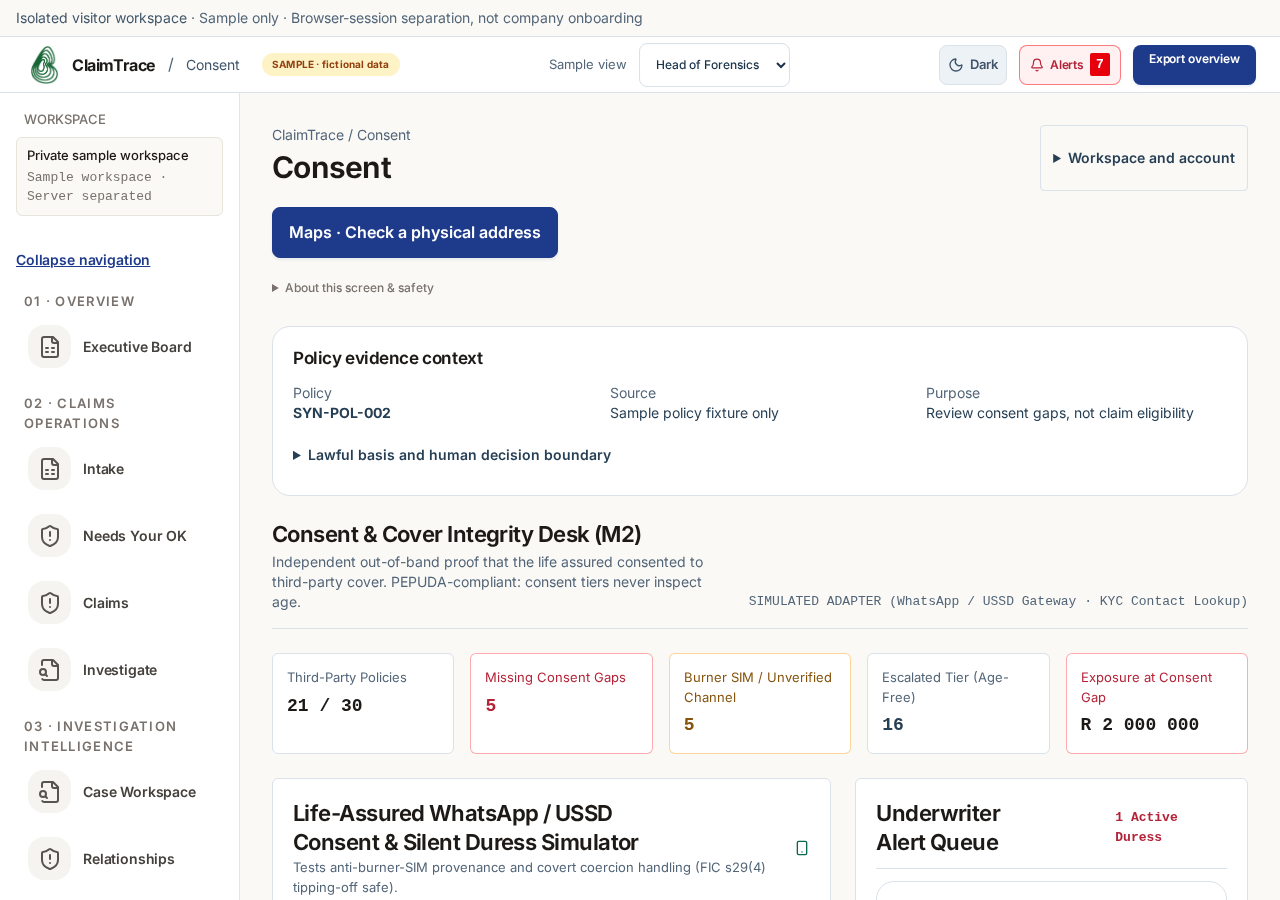 Isolated visitor workspace · Sample only · Browser-session separation, not company onboarding
ClaimTrace / Consent
SAMPLE · fictional data
Sample view
Head of Forensics
Dark
Alerts 7
Export overview
WORKSPACE
Private sample workspace
Sample workspace ·
Server separated
Collapse navigation
01 · OVERVIEW
Executive Board
02 · CLAIMS
OPERATIONS
Intake
Needs Your OK
Claims
Investigate
03 · INVESTIGATION
INTELLIGENCE
Case Workspace
Relationships
ClaimTrace / Consent
Consent
Workspace and account
Maps · Check a physical address
About this screen & safety
Policy evidence context
Policy
SYN-POL-002
Source
Sample policy fixture only
Purpose
Review consent gaps, not claim eligibility
Lawful basis and human decision boundary
Consent & Cover Integrity Desk (M2)
Independent out-of-band proof that the life assured consented to
third-party cover. PEPUDA-compliant: consent tiers never inspect
age.
SIMULATED ADAPTER (WhatsApp / USSD Gateway · KYC Contact Lookup)
Third-Party Policies
21 / 30
Missing Consent Gaps
5
Burner SIM / Unverified
Channel
5
Escalated Tier (Age-
Free)
16
Exposure at Consent
Gap
R 2 000 000
Life-Assured WhatsApp / USSD
Consent & Silent Duress Simulator
Tests anti-burner-SIM provenance and covert coercion handling (FIC s29(4)
tipping-off safe).
Underwriter
Alert Queue
1 Active
Duress